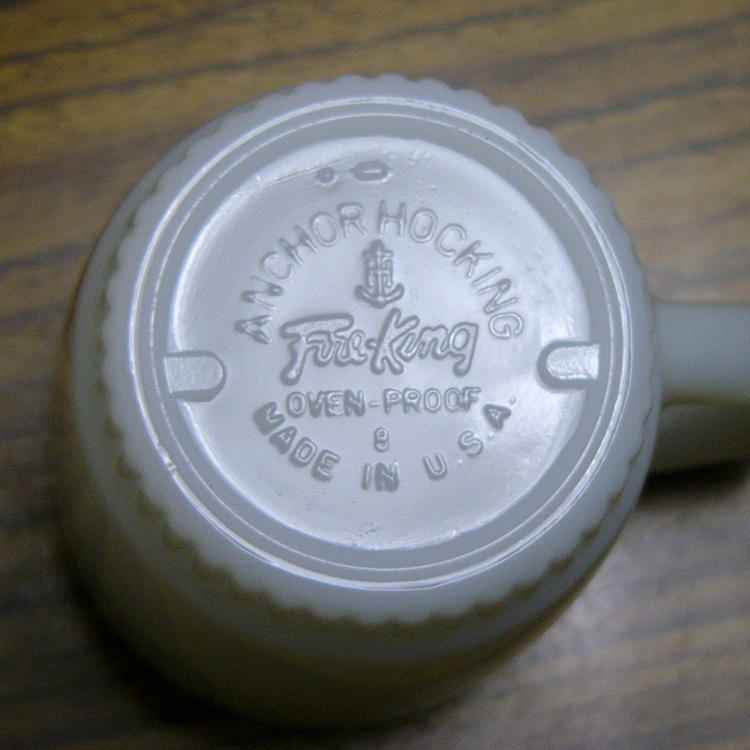 ANCHOR HOCKING
Fire-King
OVEN-PROOF
8
MADE IN U.S.A.